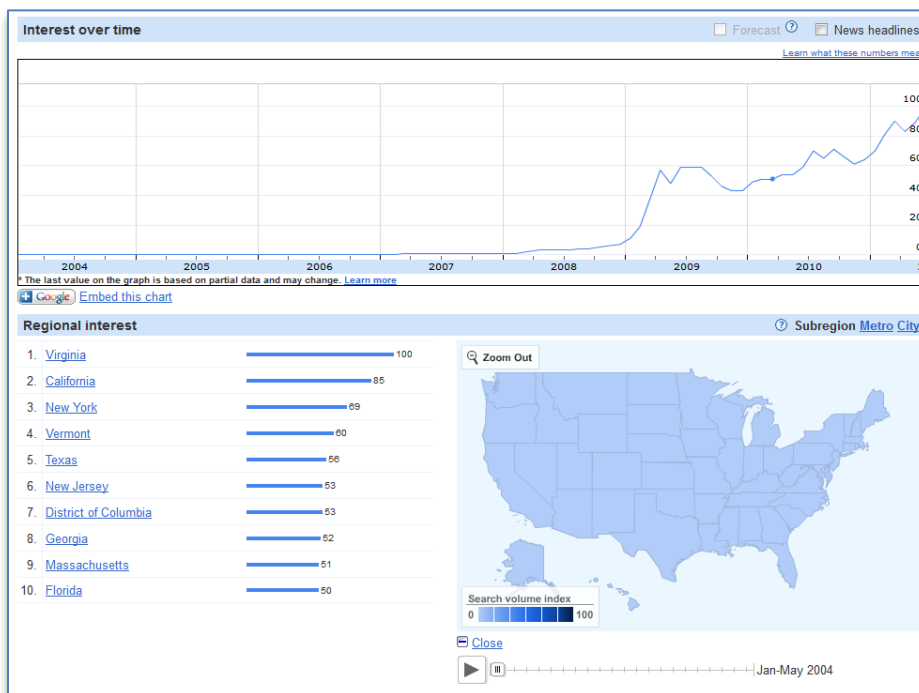 Interest over time
Forecast ? News headlines
Learn what these numbers mea
100
80
60
40
20
0
2004 2005 2006 2007 2008 2009 2010
* The last value on the graph is based on partial data and may change. Learn more
Google Embed this chart
Regional interest
? Subregion Metro City
1. Virginia 100
2. California 85
3. New York 69
4. Vermont 60
5. Texas 56
6. New Jersey 53
7. District of Columbia 53
8. Georgia 52
9. Massachusetts 51
10. Florida 50
Zoom Out
Search volume index
0 100
Close
Jan-May 2004